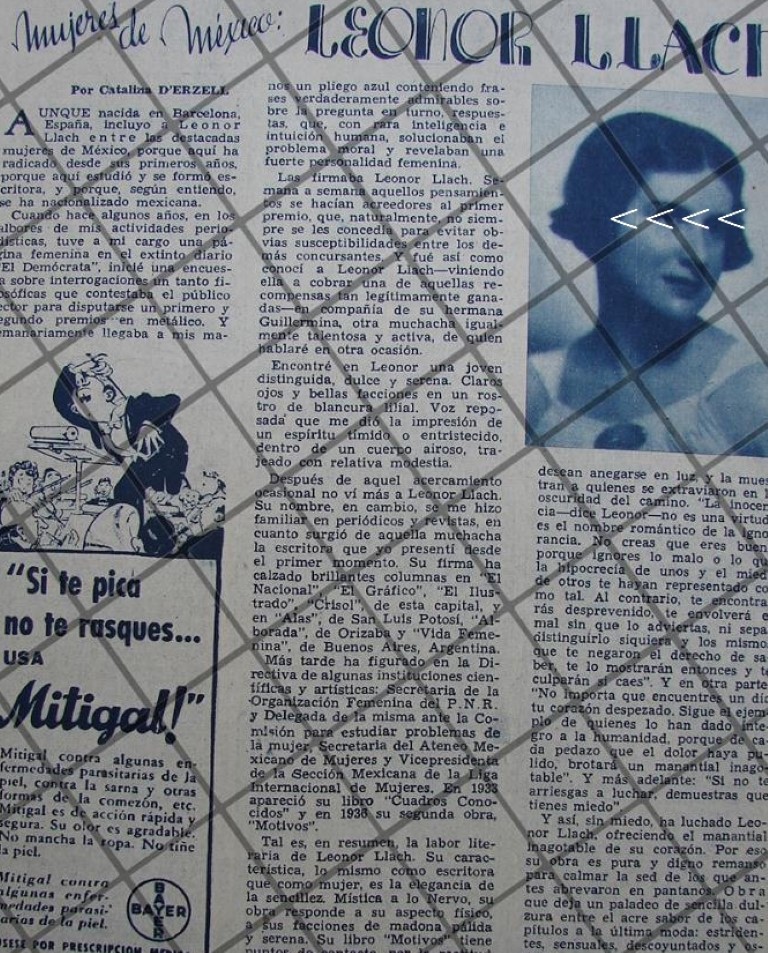 Mujeres de México: LEONOR LLACH
Por Catalina D'ERZELL
AUNQUE nacida en Barcelona,
España, incluyo a Leonor
Llach entre las destacadas
mujeres de México, porque aquí ha
radicado desde sus primeros años,
porque aquí estudió y se formó es-
critora, y porque, según entiendo,
se ha nacionalizado mexicana.
Cuando hace algunos años, en los
albores de mis actividades perio-
dísticas, tuve a mi cargo una pá-
gina femenina en el extinto diario
"El Demócrata", inicié una encues-
a sobre interrogaciones un tanto fi-
osóficas que contestaba el público
ector para disputarse un primero y
egundo premios en metálico. Y
emanariamente llegaba a mis ma-
"Si te pica
no te rasques...
USA
Mitigal!"
Mitigal contra algunas en-
fermedades parasitarias de la
piel, contra la sarna y otras
formas de la comezón, etc.
Mitigal es de acción rápida y
segura. Su olor es agradable.
No mancha la ropa. No tiñe
la piel.
Mitigal contra
algunas enfer-
medades parasi-
arias de la piel.
BAYER
BAYER
USESE POR PRESCRIPCION
nos un pliego azul conteniendo fra-
ses verdaderamente admirables so-
bre la pregunta en turno, respues-
tas, que, con rara inteligencia e
intuición humana, solucionaban el
problema moral y revelaban una
fuerte personalidad femenina.
Las firmaba Leonor Llach. Se-
mana a semana aquellos pensamien-
tos se hacían acreedores al primer
premio, que, naturalmente, no siem-
pre se les concedía para evitar ob-
vias susceptibilidades entre los de-
más concursantes. Y fué así como
conocí a Leonor Llach—viniendo
ella a cobrar una de aquellas re-
compensas tan legítimamente gana-
das—en compañía de su hermana
Guillermina, otra muchacha igual-
mente talentosa y activa, de quien
hablaré en otra ocasión.
Encontré en Leonor una joven
distinguida, dulce y serena. Claros
ojos y bellas facciones en un ros-
tro de blancura filial. Voz repo-
sada que me dió la impresión de
un espíritu tímido o entristecido,
dentro de un cuerpo airoso, tra-
jeado con relativa modestia.
Después de aquel acercamiento
ocasional no ví más a Leonor Llach.
Su nombre, en cambio, se me hizo
familiar en periódicos y revistas, en
cuanto surgió de aquella muchacha
la escritora que yo presentí desde
el primer momento. Su firma ha
calzado brillantes columnas en "El
Nacional", "El Gráfico", "El Ilus-
trado", "Crisol", de esta capital, y
en "Alas", de San Luis Potosí, "Al-
borada", de Orizaba y "Vida Feme-
nina", de Buenos Aires, Argentina.
Más tarde ha figurado en la Di-
rectiva de algunas instituciones cien-
tíficas y artísticas: Secretaria de la
Organización Femenina del P.N.R.
y Delegada de la misma ante la Co-
misión para estudiar problemas de
la mujer, Secretaria del Ateneo Me-
xicano de Mujeres y Vicepresidenta
de la Sección Mexicana de la Liga
Internacional de Mujeres. En 1933
apareció su libro "Cuadros Cono-
cidos" y en 1936 su segunda obra,
"Motivos".
Tal es, en resumen, la labor lite-
raria de Leonor Llach. Su carac-
terística, lo mismo como escritora
que como mujer, es la elegancia de
la sencillez. Mística a lo Nervo, su
obra responde a su aspecto físico,
a sus facciones de madona pálida
y serena. Su libro "Motivos" tiene
<<<<
desean anegarse en luz, y la mues
tran a quienes se extraviaron en l
oscuridad del camino. "La inocen
cia—dice Leonor—no es una virtud
es el nombre romántico de la igno
rancia. No creas que eres buen
porque ignores lo malo o lo qu
la hipocrecía de unos y el mied
de otros te hayan representado co
mo tal. Al contrario, te encontra
rás desprevenido, te envolverá e
mal sin que lo adviertas, ni sepa
distinguirlo siquiera y los mismo
que te negaron el derecho de sa
ber, te lo mostrarán entonces y te
culparán si caes". Y en otra parte
"No importa que encuentres un día
tu corazón despezado. Sigue el ejem
plo de quienes lo han dado ínte
gro a la humanidad, porque de ca
da pedazo que el dolor haya pu
lido, brotará un manantial inago
table". Y más adelante: "Si no te
arriesgas a luchar, demuestras que
tienes miedo"
Y así, sin miedo, ha luchado Leo-
nor Llach, ofreciendo el manantial
inagotable de su corazón. Por eso
su obra es pura y digno remanso
para calmar la sed de los que an-
tes abrevaron en pantanos. Obra
que deja un paladeo de sencilla dul-
zura entre el acre sabor de los ca-
pítulos a la última moda: estriden-
tes, sensuales, descoyuntados y os-